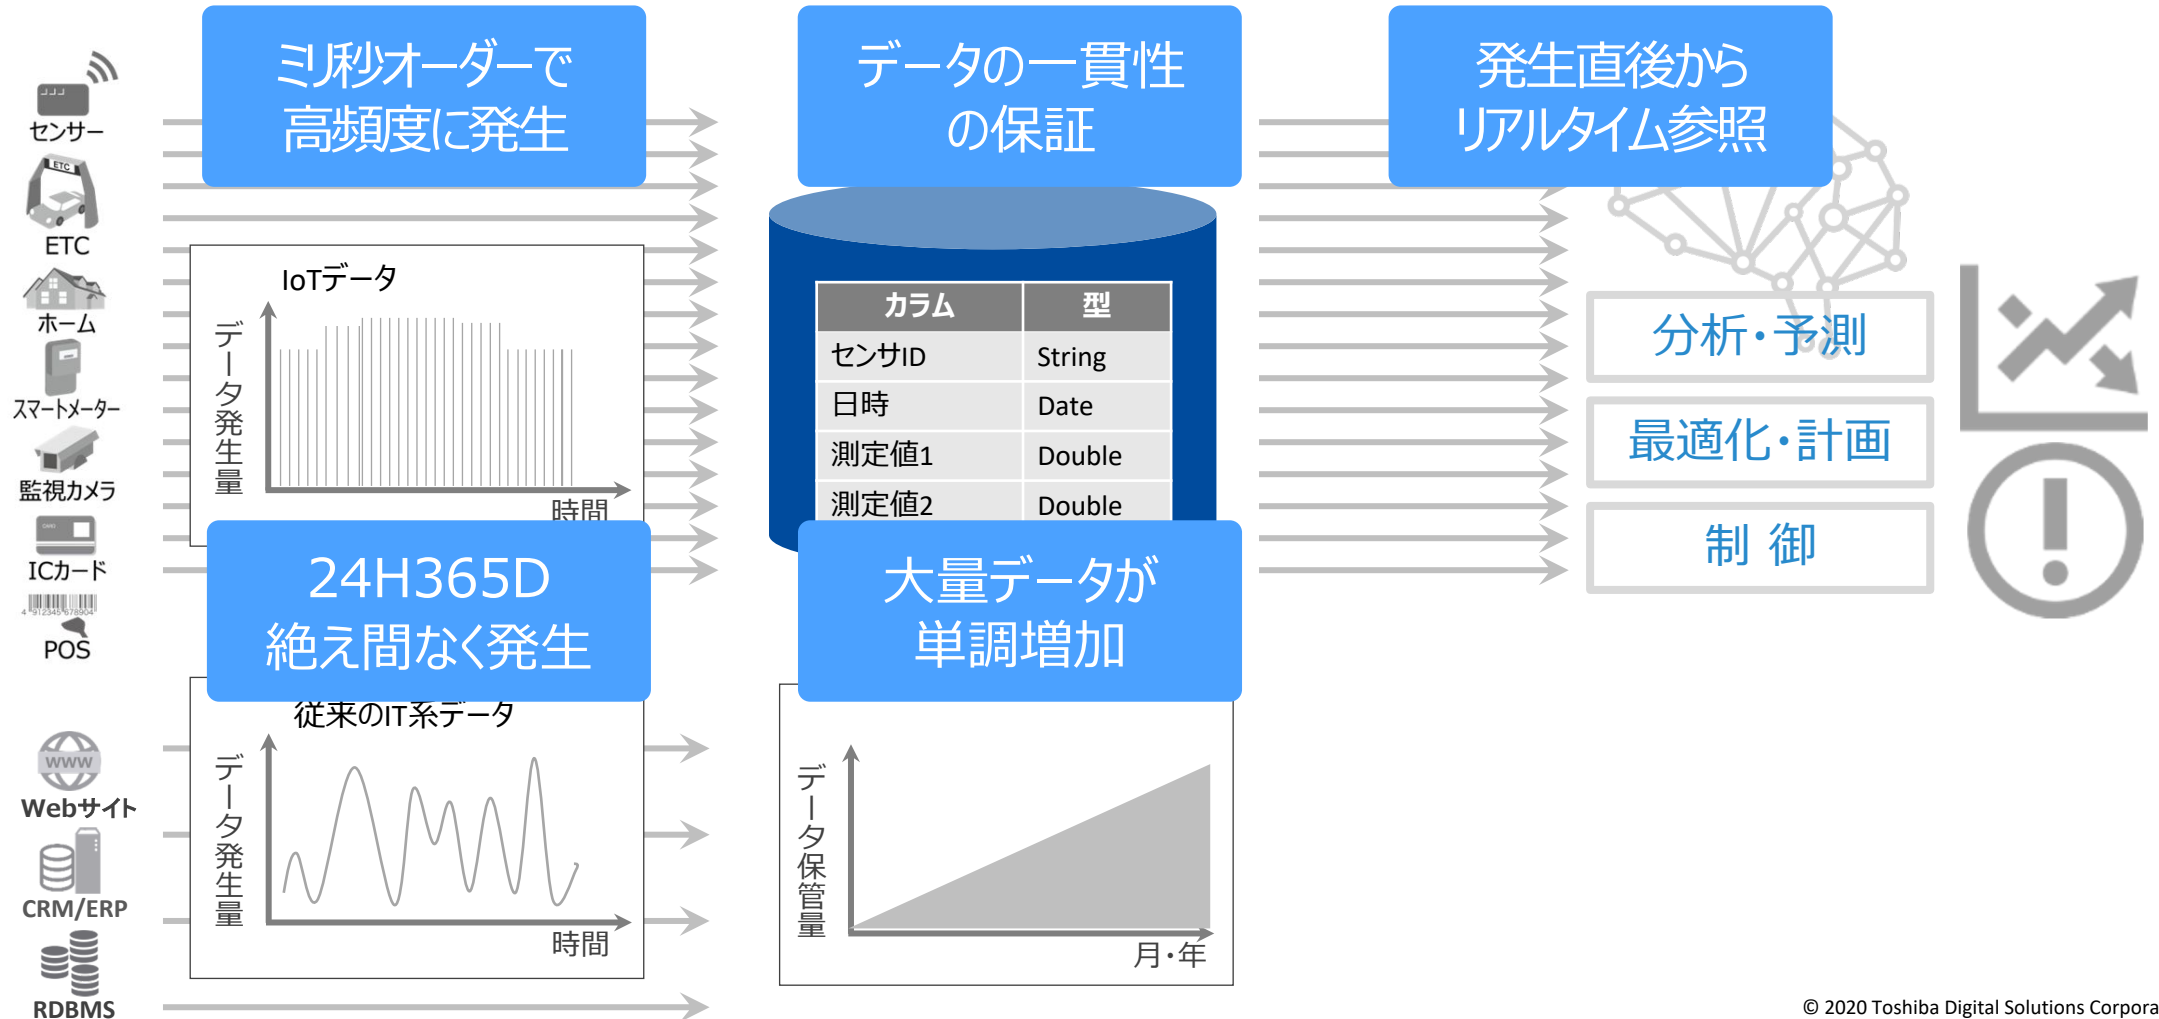 ミリ秒オーダーで
高頻度に発生
データの一貫性
の保証
発生直後から
リアルタイム参照
センサー
ETC
ETC
ホーム
スマートメーター
監視カメラ
ICカード
4 912345 678904
POS
IoTデータ
データ発生量
時間
カラム 型
センサID String
日時 Date
測定値1 Double
測定値2 Double
分析・予測
最適化・計画
制 御
24H365D
絶え間なく発生
大量データが
単調増加
従来のIT系データ
データ発生量
時間
データ保管量
月・年
WWW
Webサイト
CRM/ERP
RDBMS
© 2020 Toshiba Digital Solutions Corpora